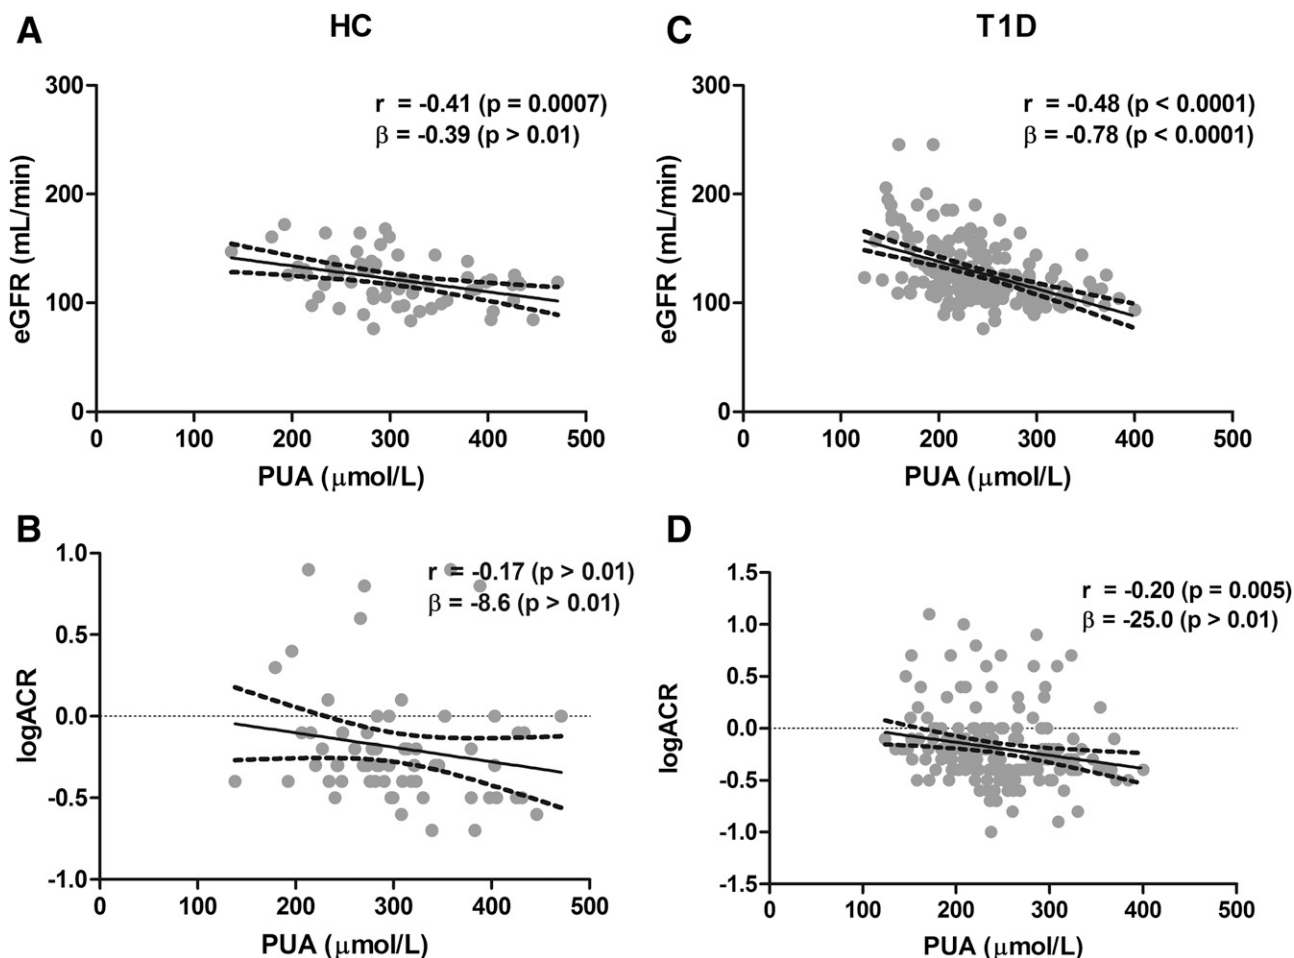 A
HC
300
200
100
0
eGFR (mL/min)
r = -0.41 (p = 0.0007)
β = -0.39 (p > 0.01)
0 100 200 300 400 500
PUA (μmol/L)
C
T1D
300
200
100
0
eGFR (mL/min)
r = -0.48 (p < 0.0001)
β = -0.78 (p < 0.0001)
0 100 200 300 400 500
PUA (μmol/L)
B
1.0
0.5
0.0
-0.5
-1.0
logACR
r = -0.17 (p > 0.01)
β = -8.6 (p > 0.01)
0 100 200 300 400 500
PUA (μmol/L)
D
1.5
1.0
0.5
0.0
-0.5
-1.0
-1.5
logACR
r = -0.20 (p = 0.005)
β = -25.0 (p > 0.01)
0 100 200 300 400 500
PUA (μmol/L)